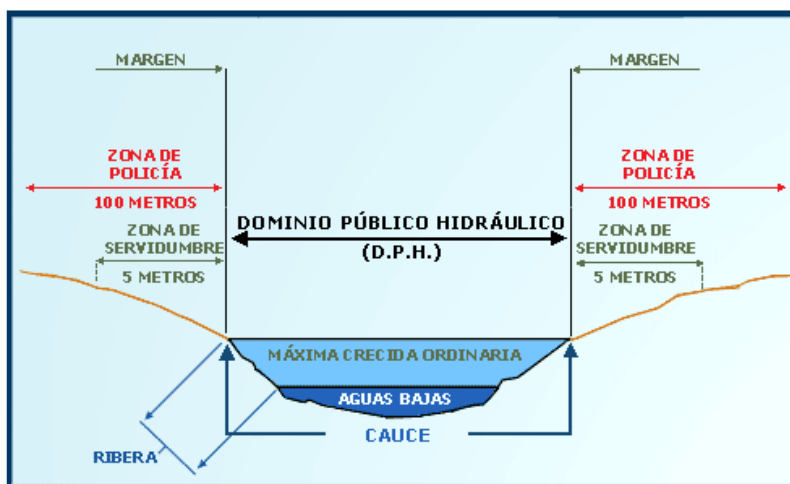 MARGEN
MARGEN
ZONA DE
POLICÍA
100 METROS
ZONA DE
POLICÍA
100 METROS
DOMINIO PÚBLICO HIDRÁULICO
(D.P.H.)
ZONA DE
SERVIDUMBRE
5 METROS
ZONA DE
SERVIDUMBRE
5 METROS
MÁXIMA CRECIDA ORDINARIA
AGUAS BAJAS
CAUCE
RIBERA